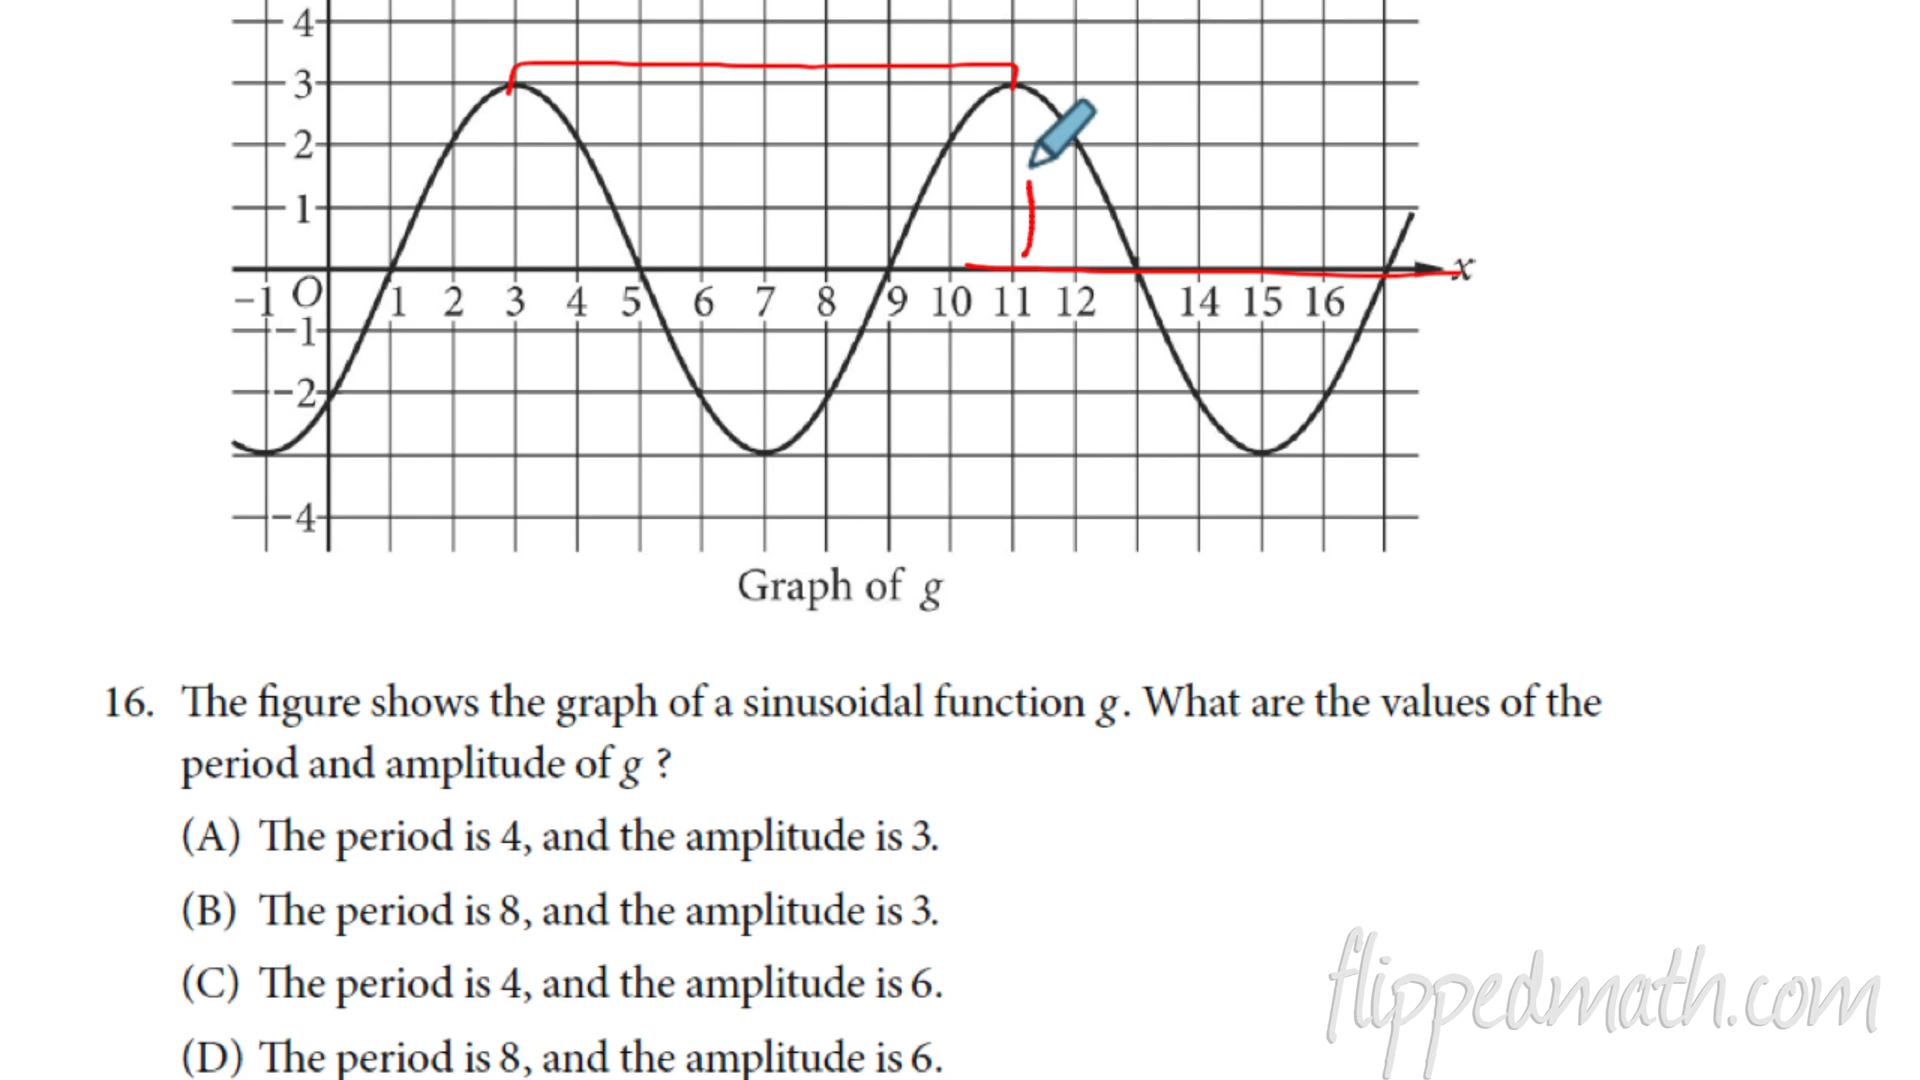 4
3
2
1
x
-1 O 1 2 3 4 5 6 7 8 9 10 11 12 14 15 16
-1
-2
-4
Graph of g
16. The figure shows the graph of a sinusoidal function g. What are the values of the
period and amplitude of g ?
(A) The period is 4, and the amplitude is 3.
(B) The period is 8, and the amplitude is 3.
(C) The period is 4, and the amplitude is 6.
(D) The period is 8, and the amplitude is 6.
flippedmath.com